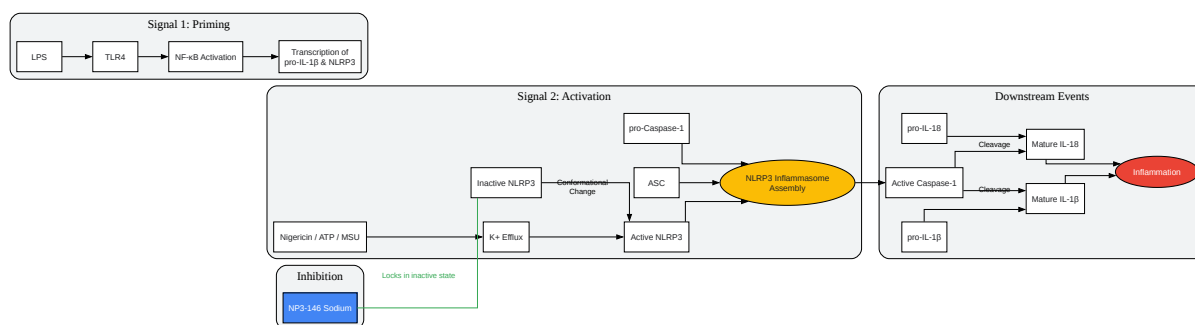 Signal 1: Priming
LPS
TLR4
NF-κB Activation
Transcription of
pro-IL-1β & NLRP3
Signal 2: Activation
pro-Caspase-1
Inactive NLRP3
Conformational
Change
ASC
NLRP3 Inflammasome
Assembly
Nigericin / ATP / MSU
K+ Efflux
Active NLRP3
Downstream Events
pro-IL-18
Cleavage
Mature IL-18
Active Caspase-1
Cleavage
Mature IL-1β
Inflammation
pro-IL-1β
Inhibition
Locks in inactive state
NP3-146 Sodium